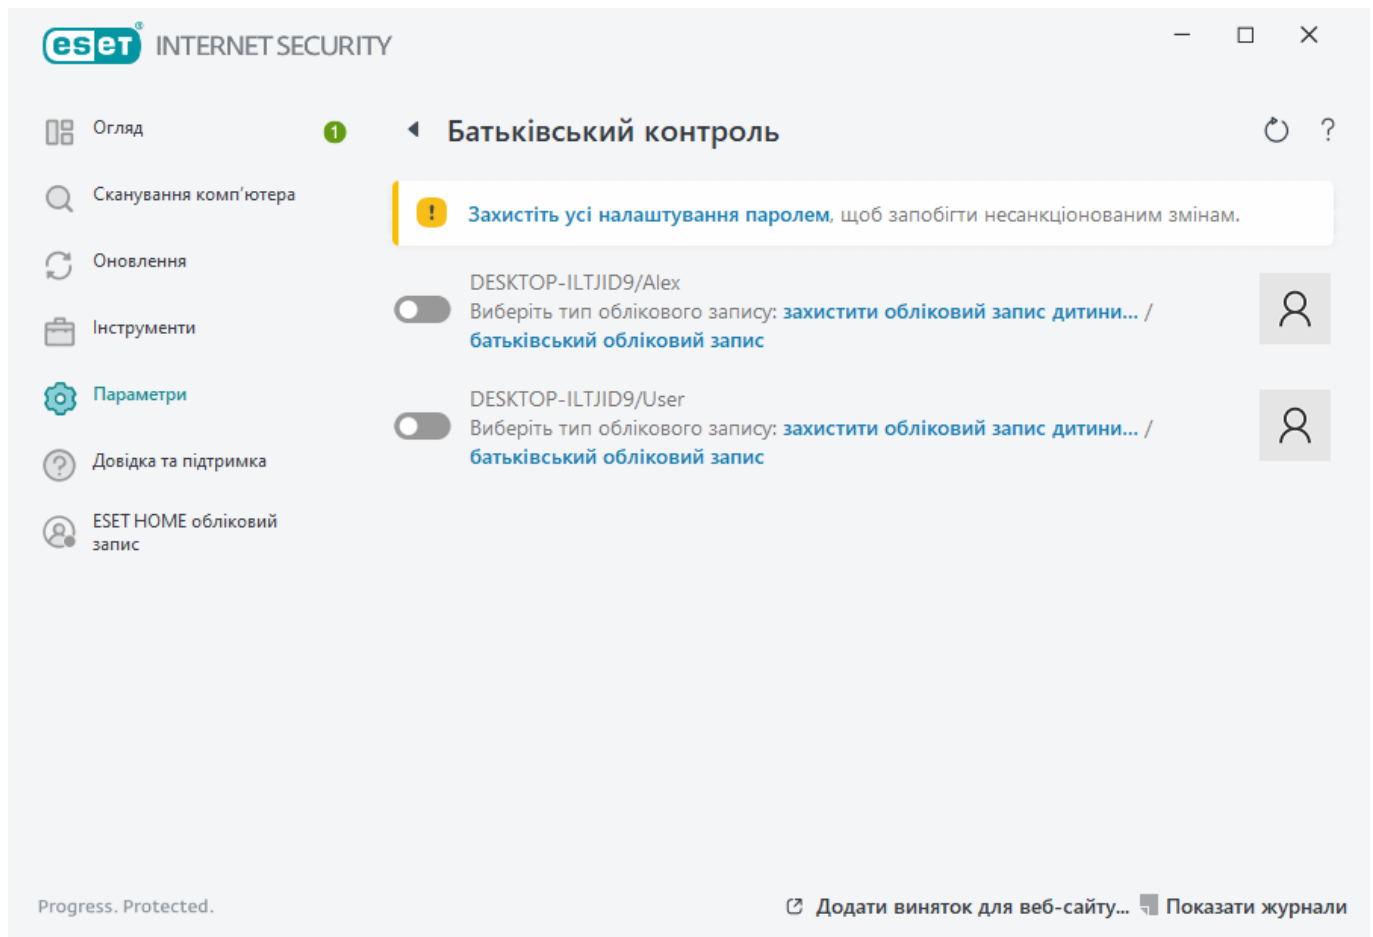 eset® INTERNET SECURITY
Огляд
1
Сканування комп'ютера
Оновлення
Інструменти
Параметри
Довідка та підтримка
ESET HOME обліковий
запис
Батьківський контроль
?
! Захистіть усі налаштування паролем, щоб запобігти несанкціонованим змінам.
DESKTOP-ILTJID9/Alex
Виберіть тип облікового запису: захистити обліковий запис дитини... /
батьківський обліковий запис
DESKTOP-ILTJID9/User
Виберіть тип облікового запису: захистити обліковий запис дитини... /
батьківський обліковий запис
Progress. Protected.
Додати виняток для веб-сайту... Показати журнали